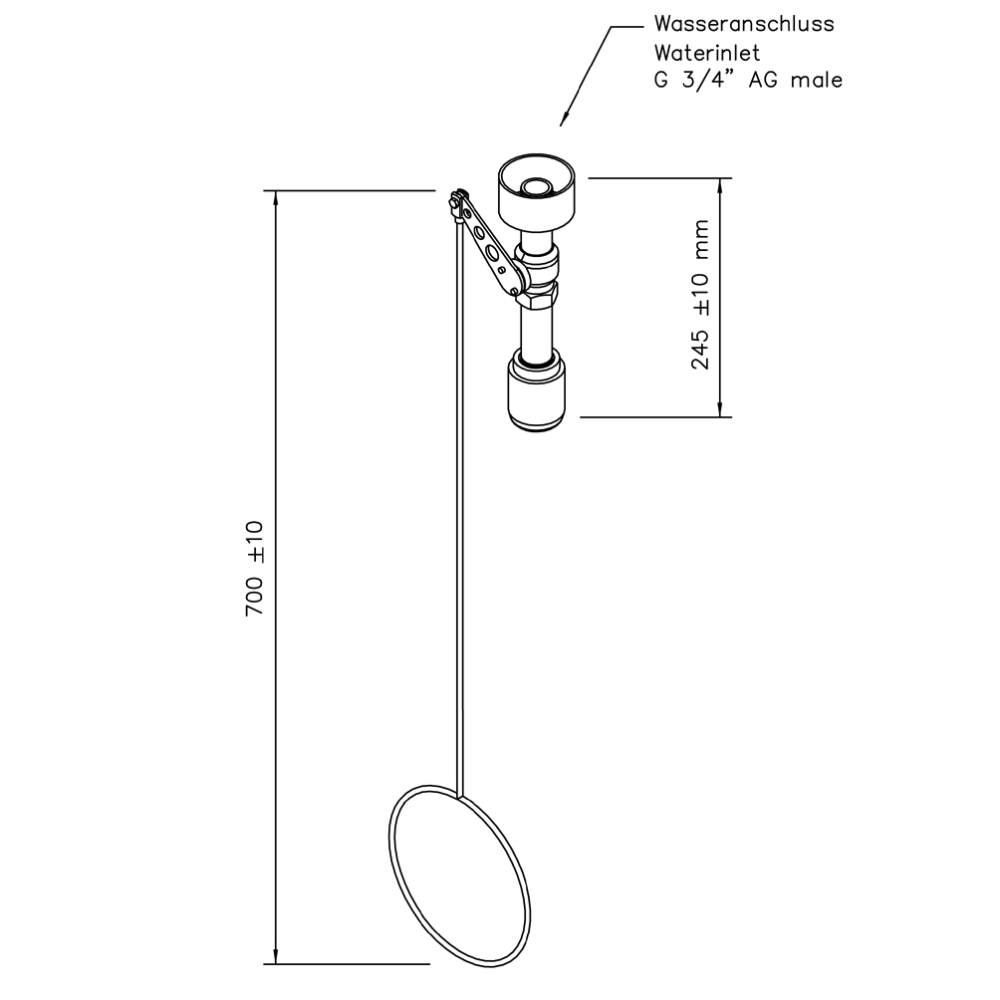 Wasseranschluss
Waterinlet
G 3/4” AG male
245 ±10 mm
700 ±10